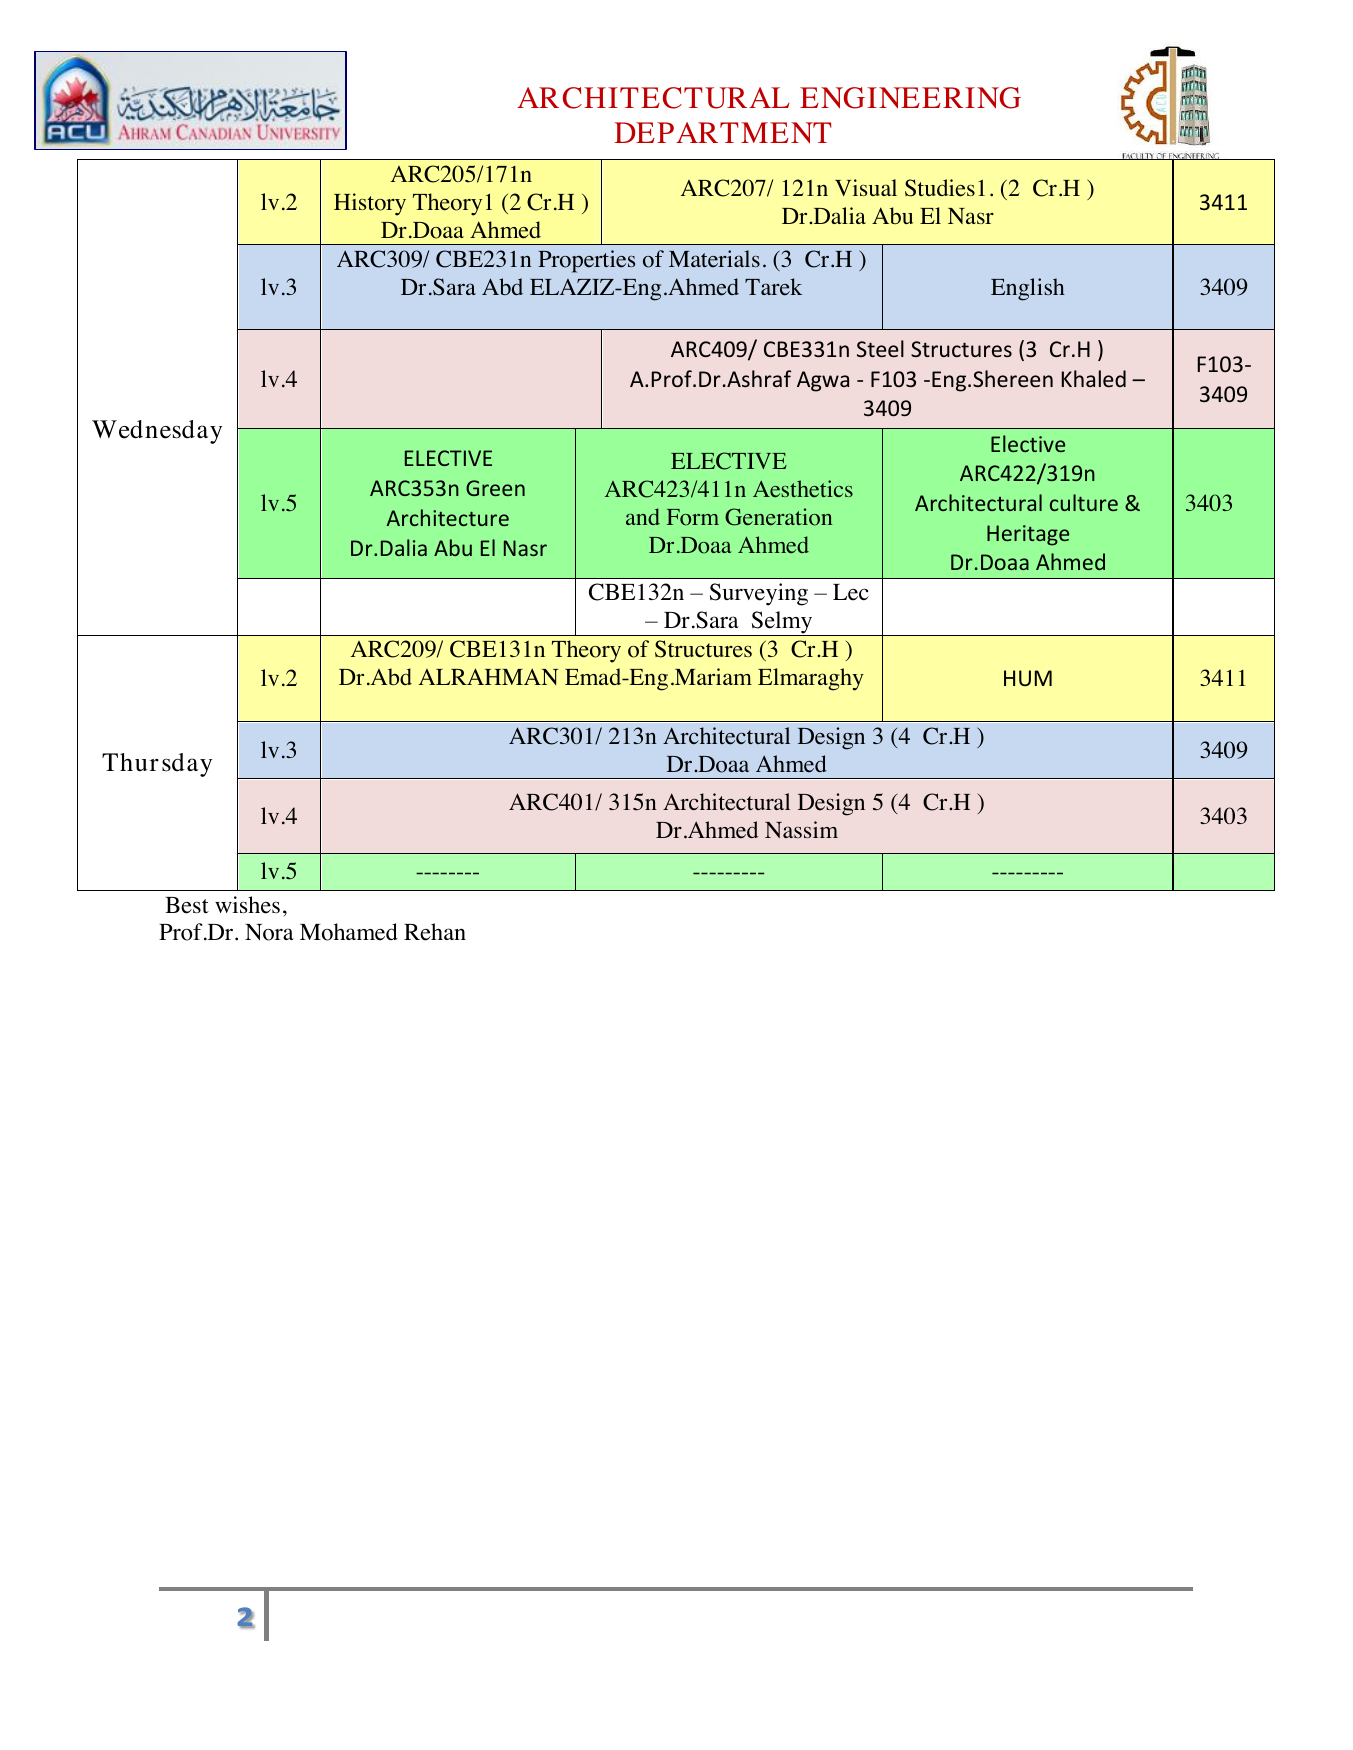 جامعة الاهرام الكندية
ACU
AHRAM CANADIAN UNIVERSITY
ARCHITECTURAL ENGINEERING
DEPARTMENT
ACU
FACULTY OF ENGINEERING
Wednesday
lv.2
ARC205/171n
History Theory1 (2 Cr.H )
Dr.Doaa Ahmed
ARC207/ 121n Visual Studies1. (2  Cr.H )
Dr.Dalia Abu El Nasr
3411
lv.3
ARC309/ CBE231n Properties of Materials. (3  Cr.H )
Dr.Sara Abd ELAZIZ-Eng.Ahmed Tarek
English
3409
lv.4
ARC409/ CBE331n Steel Structures (3  Cr.H )
A.Prof.Dr.Ashraf Agwa - F103 -Eng.Shereen Khaled –
3409
F103-
3409
lv.5
ELECTIVE
ARC353n Green
Architecture
Dr.Dalia Abu El Nasr
ELECTIVE
ARC423/411n Aesthetics
and Form Generation
Dr.Doaa Ahmed
Elective
ARC422/319n
Architectural culture &
Heritage
Dr.Doaa Ahmed
3403
CBE132n – Surveying – Lec
– Dr.Sara  Selmy
Thursday
lv.2
ARC209/ CBE131n Theory of Structures (3  Cr.H )
Dr.Abd ALRAHMAN Emad-Eng.Mariam Elmaraghy
HUM
3411
lv.3
ARC301/ 213n Architectural Design 3 (4  Cr.H )
Dr.Doaa Ahmed
3409
lv.4
ARC401/ 315n Architectural Design 5 (4  Cr.H )
Dr.Ahmed Nassim
3403
lv.5
--------
---------
---------
Best wishes,
Prof.Dr. Nora Mohamed Rehan
2